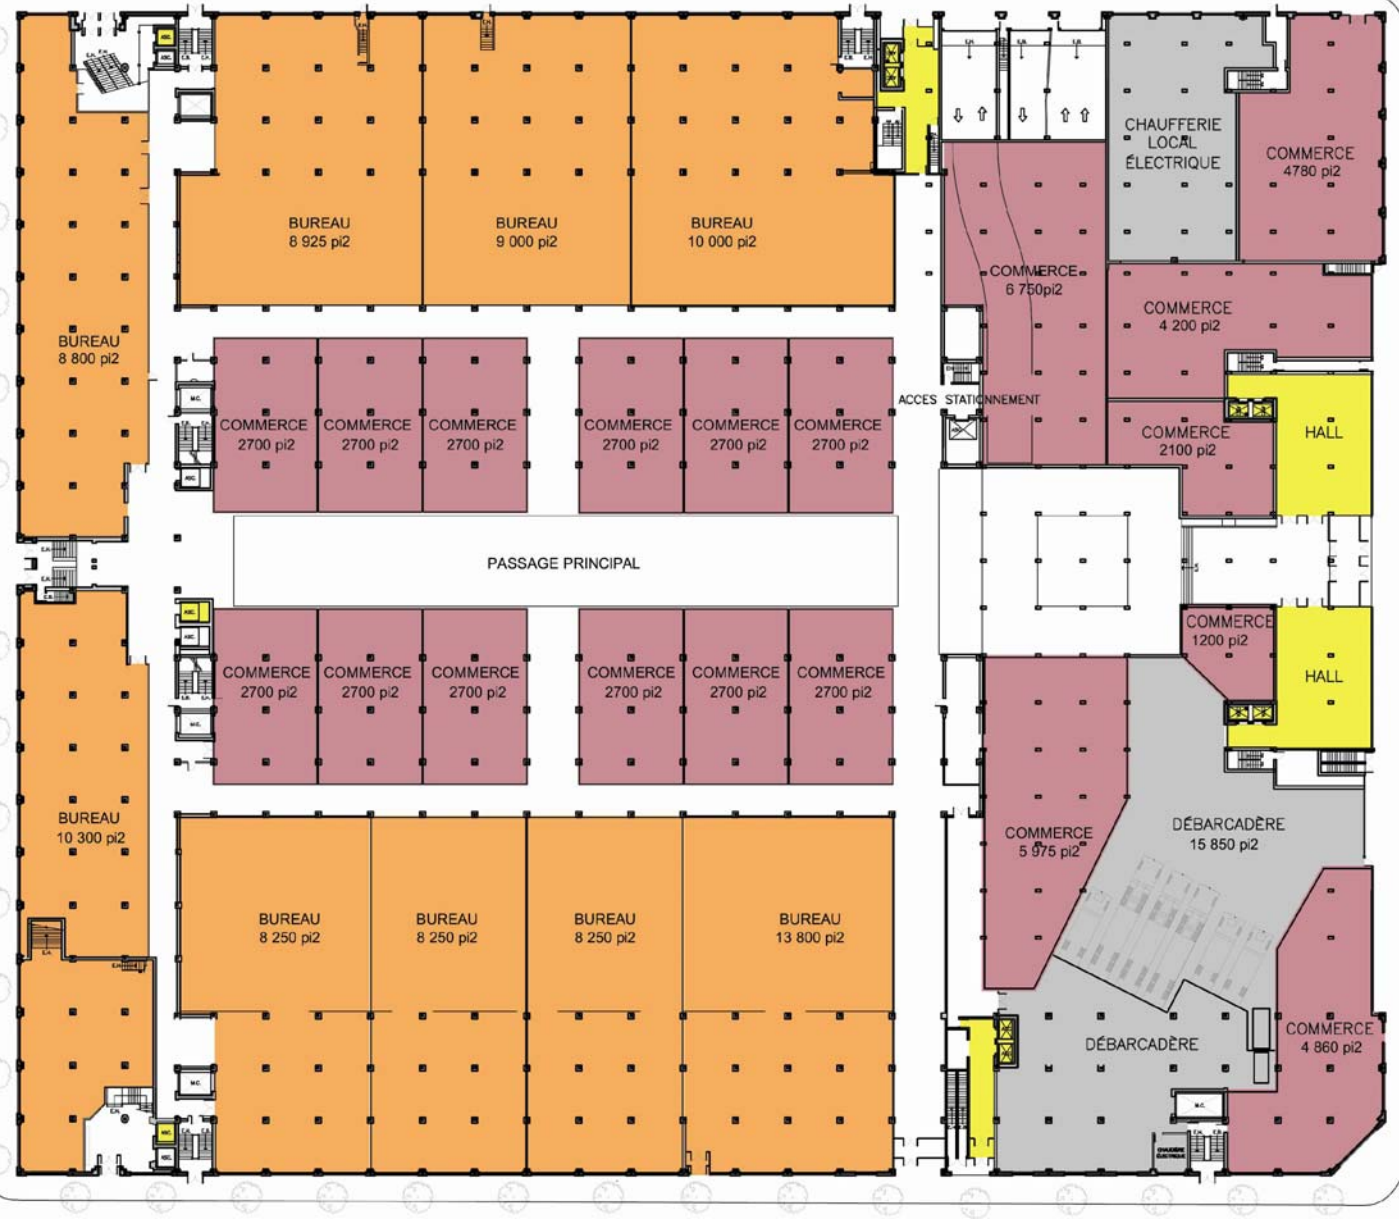 CHAUFFERIE
LOCAL
ÉLECTRIQUE
COMMERCE
4780 pi2
BUREAU
8 925 pi2
BUREAU
9 000 pi2
BUREAU
10 000 pi2
COMMERCE
6 750pi2
COMMERCE
4 200 pi2
BUREAU
8 800 pi2
M.C.
ACCES STATIONNEMENT
COMMERCE
2700 pi2
COMMERCE
2700 pi2
COMMERCE
2700 pi2
COMMERCE
2700 pi2
COMMERCE
2700 pi2
COMMERCE
2700 pi2
COMMERCE
2100 pi2
HALL
ASC.
PASSAGE PRINCIPAL
ASC.
ASC.
COMMERCE
1200 pi2
COMMERCE
2700 pi2
COMMERCE
2700 pi2
COMMERCE
2700 pi2
COMMERCE
2700 pi2
COMMERCE
2700 pi2
COMMERCE
2700 pi2
HALL
M.C.
BUREAU
10 300 pi2
COMMERCE
5 975 pi2
DÉBARCADÈRE
15 850 pi2
BUREAU
8 250 pi2
BUREAU
8 250 pi2
BUREAU
8 250 pi2
BUREAU
13 800 pi2
DÉBARCADÈRE
COMMERCE
4 860 pi2
M.C.
M.C.